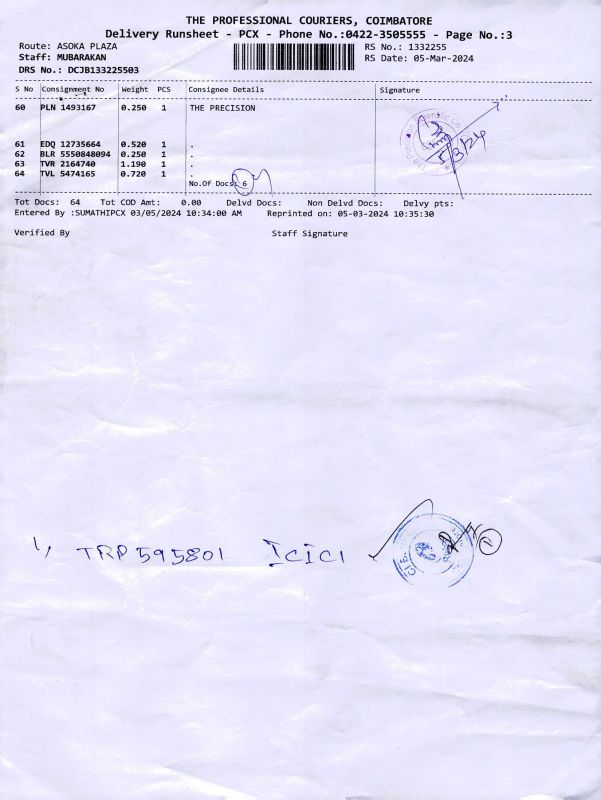 THE PROFESSIONAL COURIERS, COIMBATORE
Delivery Runsheet - PCX - Phone No.:0422-3505555 - Page No.:3
Route: ASOKA PLAZA RS No.: 1332255
Staff: MUBARAKAN RS Date: 05-Mar-2024
DRS No.: DCJB133225503
S No Consignment No Weight PCS Consignee Details Signature
60 PLN 1493167 0.250 1 THE PRECISION
5/3/24
61 EDQ 12735664 0.520 1 .
62 BLR 5550848094 0.250 1 .
63 TVR 2164740 1.190 1 .
64 TVL 5474165 0.720 1 .
No.Of Docs: 6
Tot Docs: 64 Tot COD Amt: 0.00 Delvd Docs: Non Delvd Docs: Delvy pts:
Entered By :SUMATHIPCX 03/05/2024 10:34:00 AM Reprinted on: 05-03-2024 10:35:30
Verified By Staff Signature
1, TRP 595801 ICICI 1